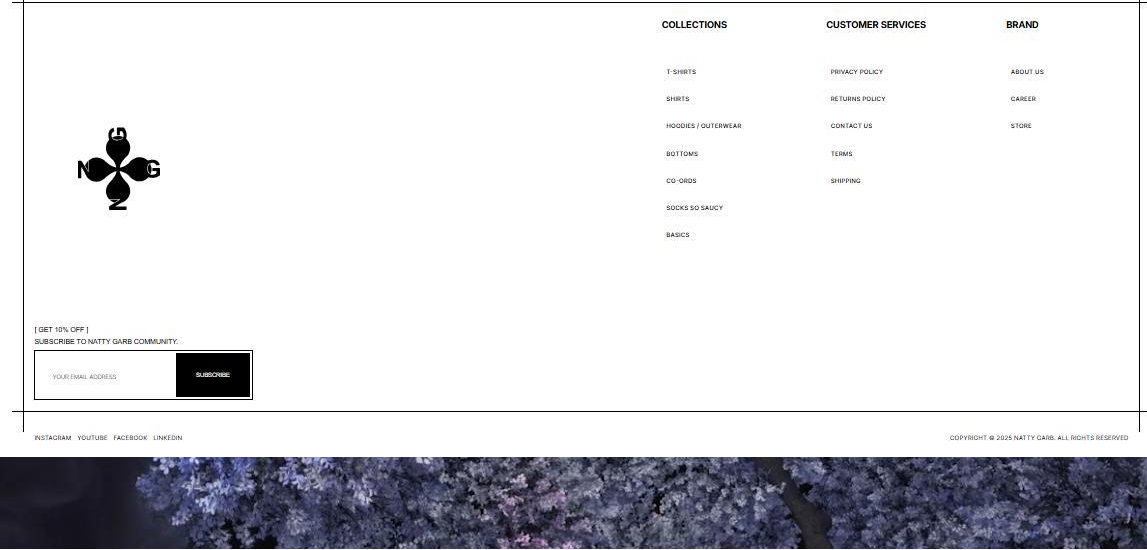 COLLECTIONS
T-SHIRTS
SHIRTS
HOODIES / OUTERWEAR
BOTTOMS
CO-ORDS
SOCKS SO SAUCY
BASICS
CUSTOMER SERVICES
PRIVACY POLICY
RETURNS POLICY
CONTACT US
TERMS
SHIPPING
BRAND
ABOUT US
CAREER
STORE
G
N G
N
[ GET 10% OFF ]
SUBSCRIBE TO NATTY GARB COMMUNITY.
YOUR EMAIL ADDRESS SUBSCRIBE
INSTAGRAM YOUTUBE FACEBOOK LINKEDIN
COPYRIGHT © 2025 NATTY GARB. ALL RIGHTS RESERVED